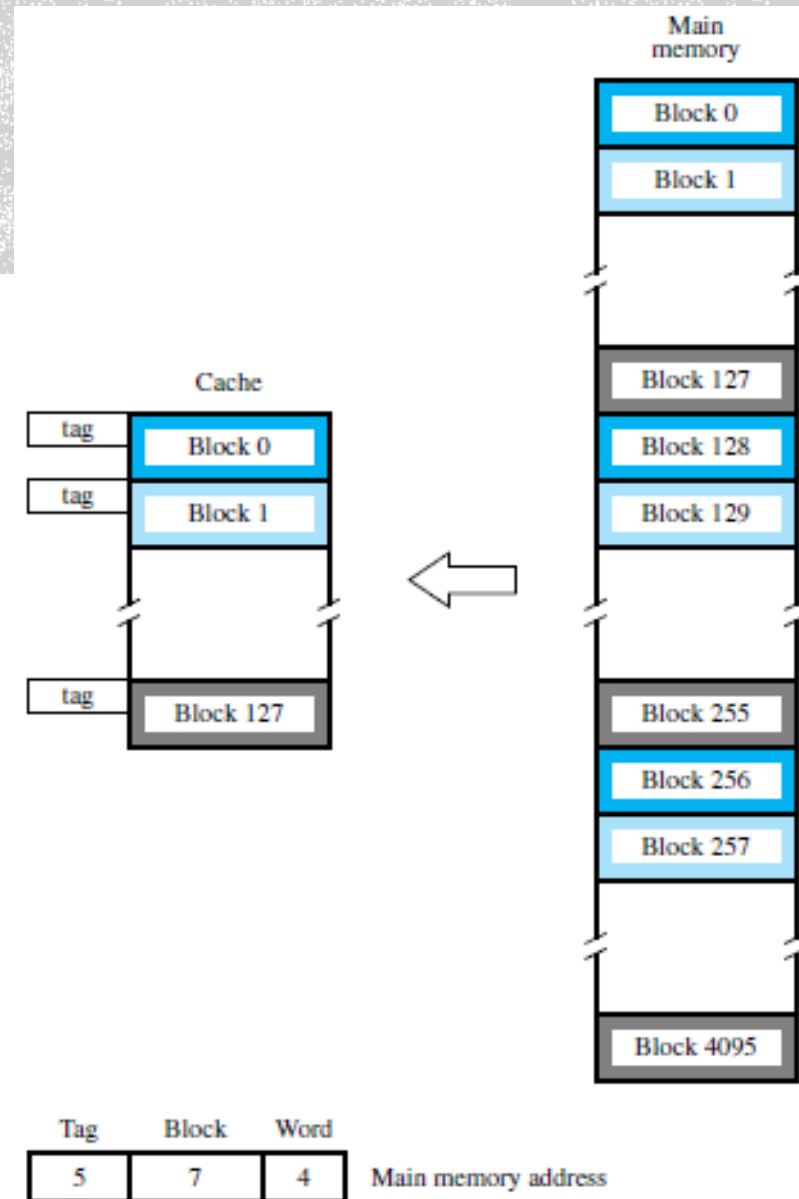 Main
memory
Block 0
Block 1
Block 127
Block 128
Block 129
Block 255
Block 256
Block 257
Block 4095
Cache
tag
Block 0
tag
Block 1
tag
Block 127
Tag Block Word
5 7 4 Main memory address